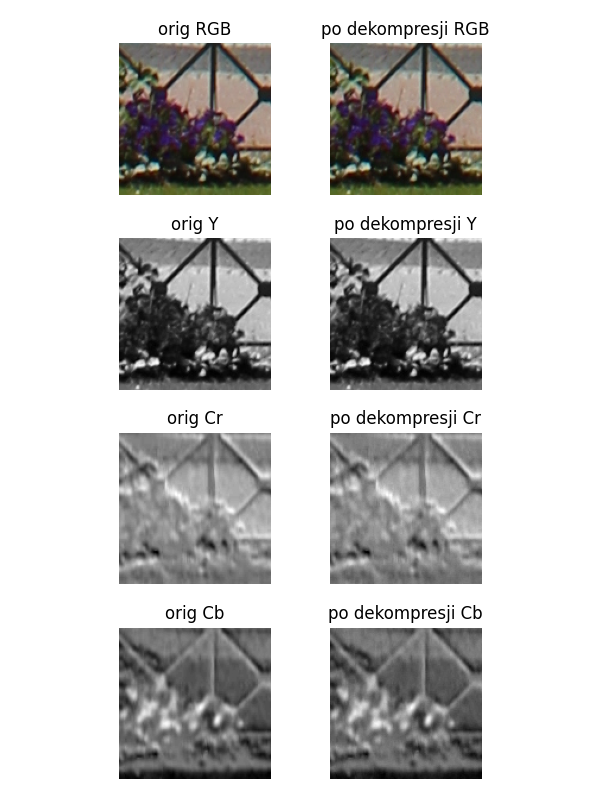 orig RGB
po dekompresji RGB
orig Y
po dekompresji Y
orig Cr
po dekompresji Cr
orig Cb
po dekompresji Cb